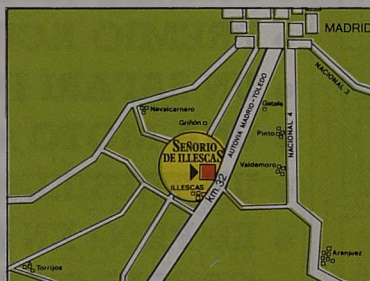 MADRID
NACIONAL 3
AUTOVIA MADRID-TOLEDO
Getafe
Navalcarnero
Griñón
NACIONAL 4
Pinto
SEÑORIO
DE ILLESCAS
Valdemoro
ILLESCAS
km. 32
Aranjuez
Torrijos